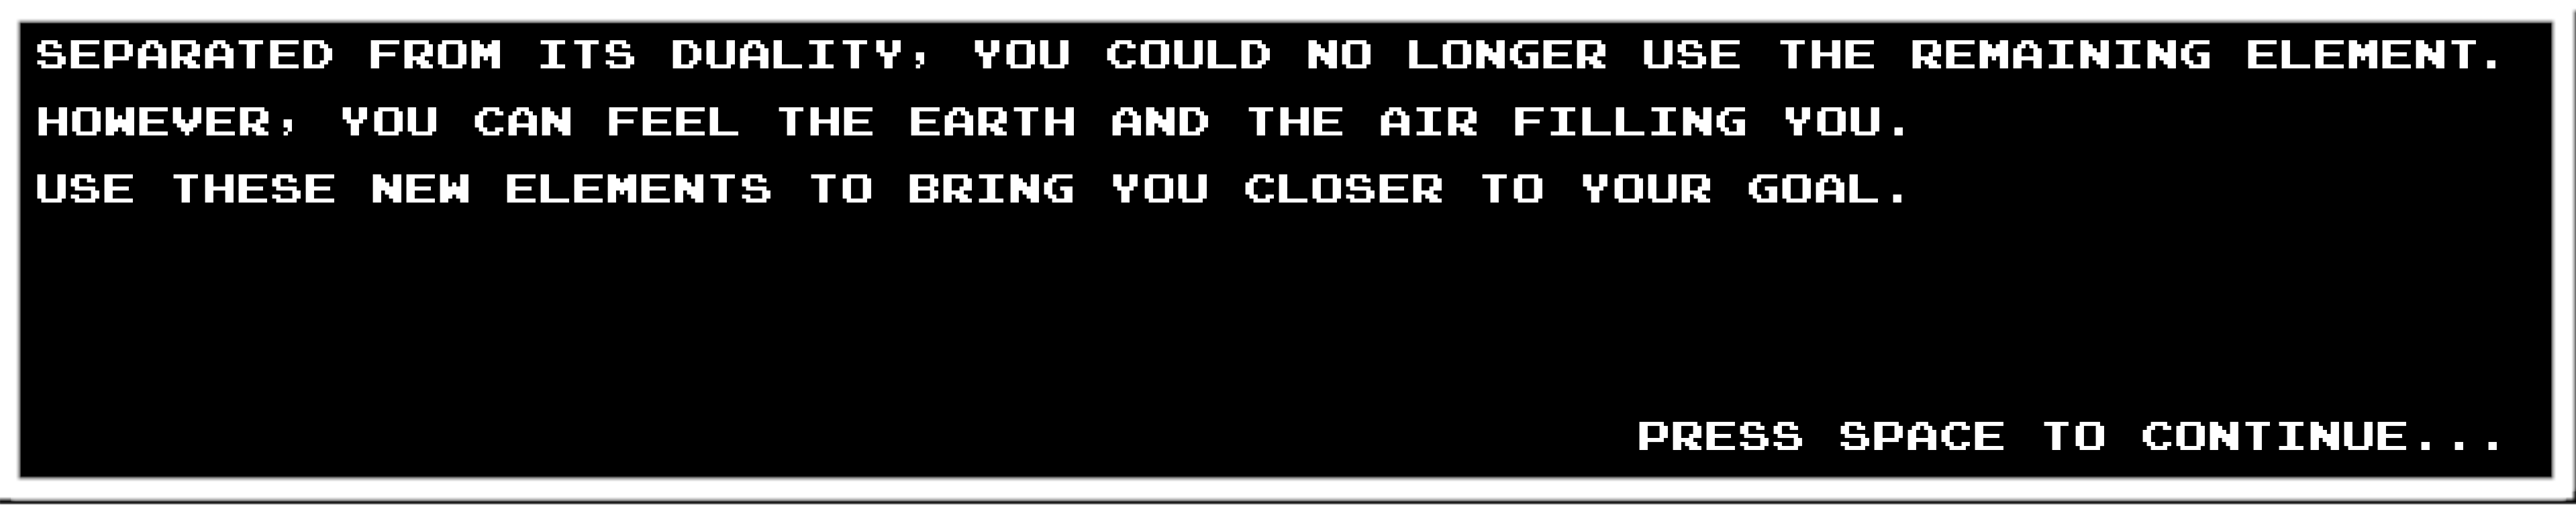 SEPARATED FROM ITS DUALITY, YOU COULD NO LONGER USE THE REMAINING ELEMENT.
HOWEVER, YOU CAN FEEL THE EARTH AND THE AIR FILLING YOU.
USE THESE NEW ELEMENTS TO BRING YOU CLOSER TO YOUR GOAL.
PRESS SPACE TO CONTINUE...